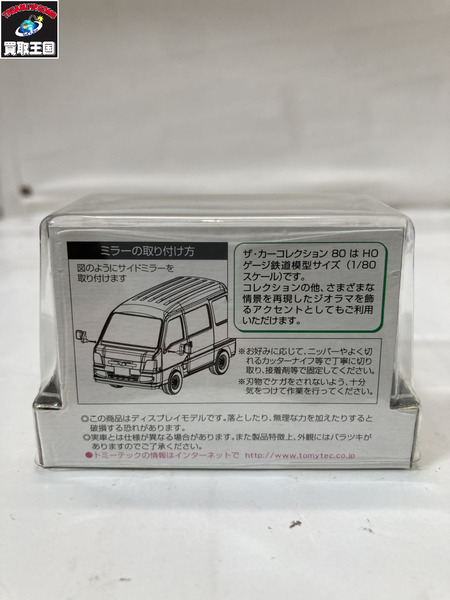 TREASURE KINGDOM
買取王国
ミラーの取り付け方
図のようにサイドミラーを
取り付けます
ザ・カーコレクション 80 は HO
ゲージ鉄道模型サイズ（1/80
スケール)です。
コレクションの他、さまざまな
情景を再現したジオラマを飾
るアクセントとしてもご利用
いただけます。
※お好みに応じて、ニッパーやよく切
れるカッターナイフ等で丁寧に切り
取り、接着剤等で固定してください。
※刃物でケガをされないよう、十分
気をつけて作業を行ってください。
◎この商品はディスプレイモデルです。落としたり、無理な力を加えたりすると
破損する恐れがあります。
◎実車とは仕様が異なる場合があります。また製品特徴上、外観にはバラツキが
ありますのでご了承ください。
●トミーテックの情報はインターネットで http://www.tomytec.co.jp